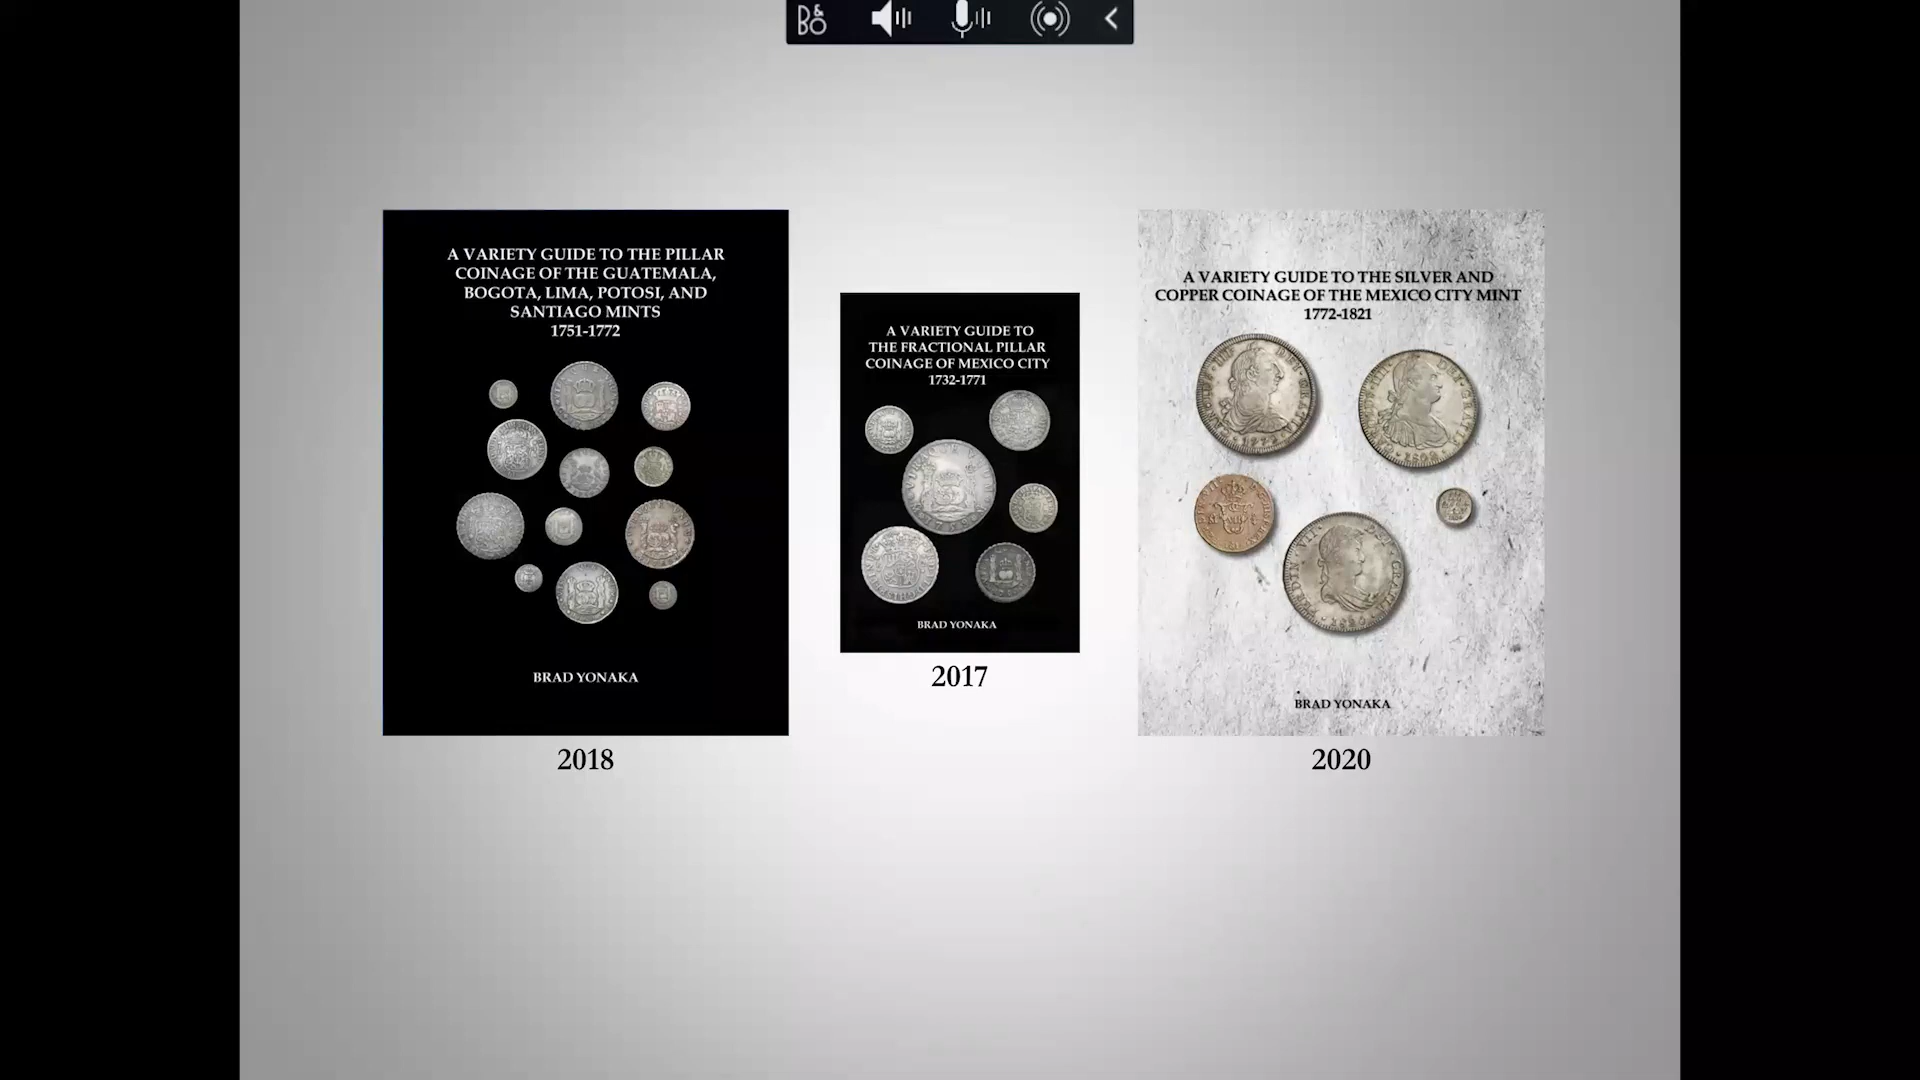 B&O
A VARIETY GUIDE TO THE PILLAR
COINAGE OF THE GUATEMALA,
BOGOTA, LIMA, POTOSI, AND
SANTIAGO MINTS
1751-1772
BRAD YONAKA
2018
A VARIETY GUIDE TO
THE FRACTIONAL PILLAR
COINAGE OF MEXICO CITY
1732-1771
BRAD YONAKA
2017
A VARIETY GUIDE TO THE SILVER AND
COPPER COINAGE OF THE MEXICO CITY MINT
1772-1821
BRAD YONAKA
2020